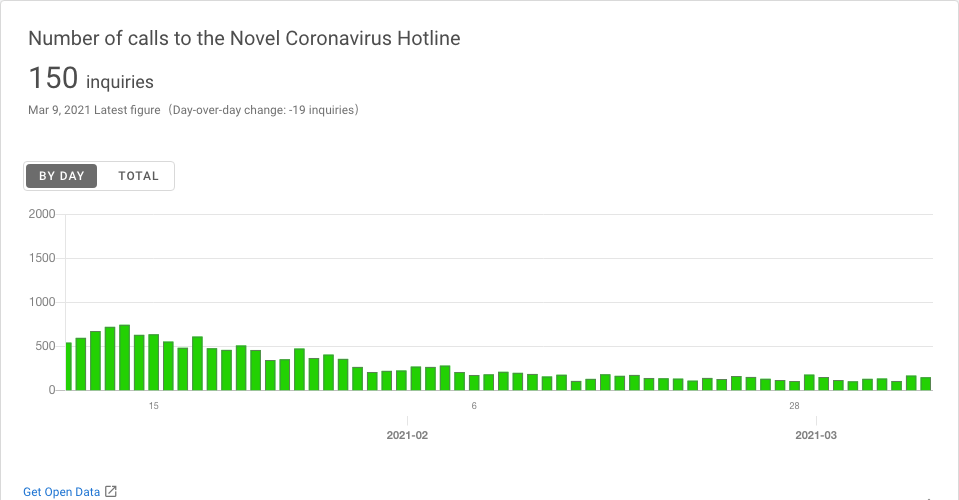 Number of calls to the Novel Coronavirus Hotline
150 inquiries
Mar 9, 2021 Latest figure（Day-over-day change: -19 inquiries）
BY DAY TOTAL
2000
1500
1000
500
0
15 6 28
2021-02 2021-03
Get Open Data